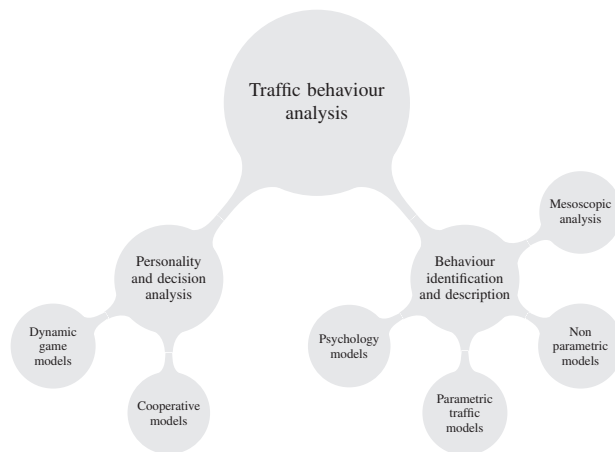 Traffic behaviour
analysis
Mesoscopic
analysis
Personality
and decision
analysis
Behaviour
identification
and description
Dynamic
game
models
Cooperative
models
Psychology
models
Parametric
traffic
models
Non
parametric
models